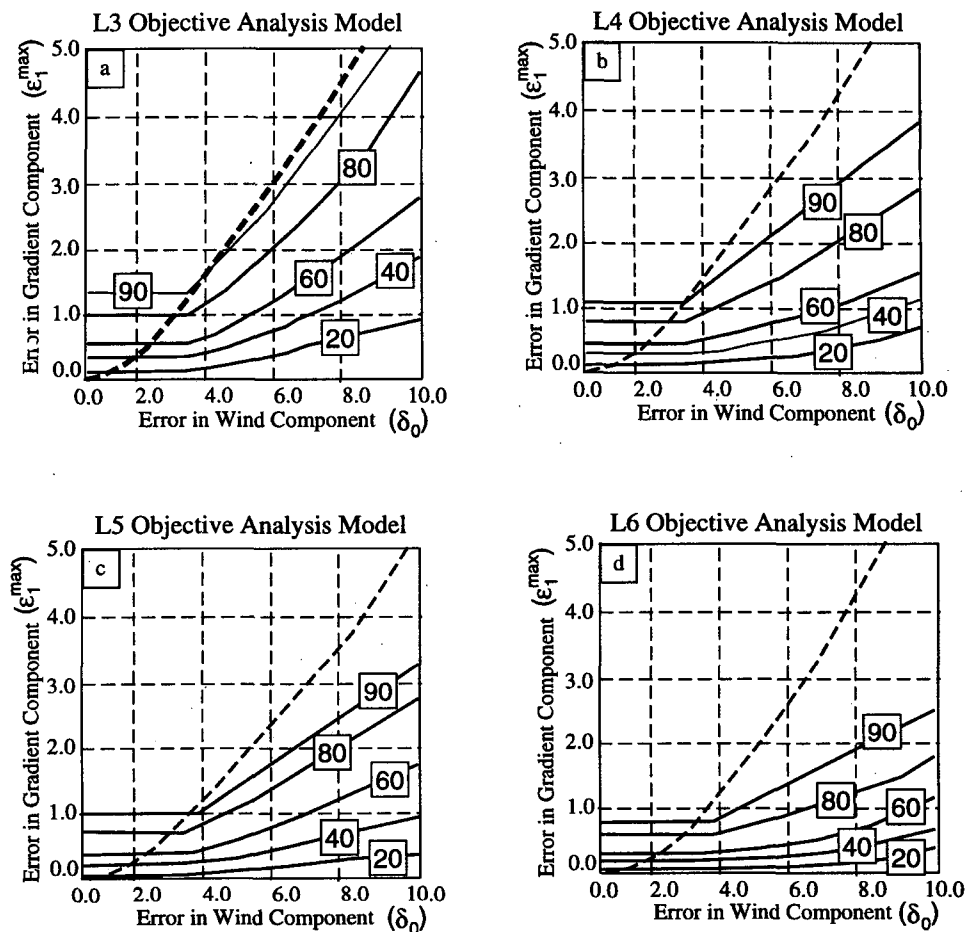 L3 Objective Analysis Model
a
Error in Gradient Component (ε₁ᵐᵃˣ)
5.0
4.0
3.0
2.0
1.0
0.0
90
80
60
40
20
0.0 2.0 4.0 6.0 8.0 10.0
Error in Wind Component (δ₀)
L4 Objective Analysis Model
b
Error in Gradient Component (ε₁ᵐᵃˣ)
5.0
4.0
3.0
2.0
1.0
0.0
90
80
60
40
20
0.0 2.0 4.0 6.0 8.0 10.0
Error in Wind Component (δ₀)
L5 Objective Analysis Model
c
Error in Gradient Component (ε₁ᵐᵃˣ)
5.0
4.0
3.0
2.0
1.0
0.0
90
80
60
40
20
0.0 2.0 4.0 6.0 8.0 10.0
Error in Wind Component (δ₀)
L6 Objective Analysis Model
d
Error in Gradient Component (ε₁ᵐᵃˣ)
5.0
4.0
3.0
2.0
1.0
0.0
90
80
60
40
20
0.0 2.0 4.0 6.0 8.0 10.0
Error in Wind Component (δ₀)